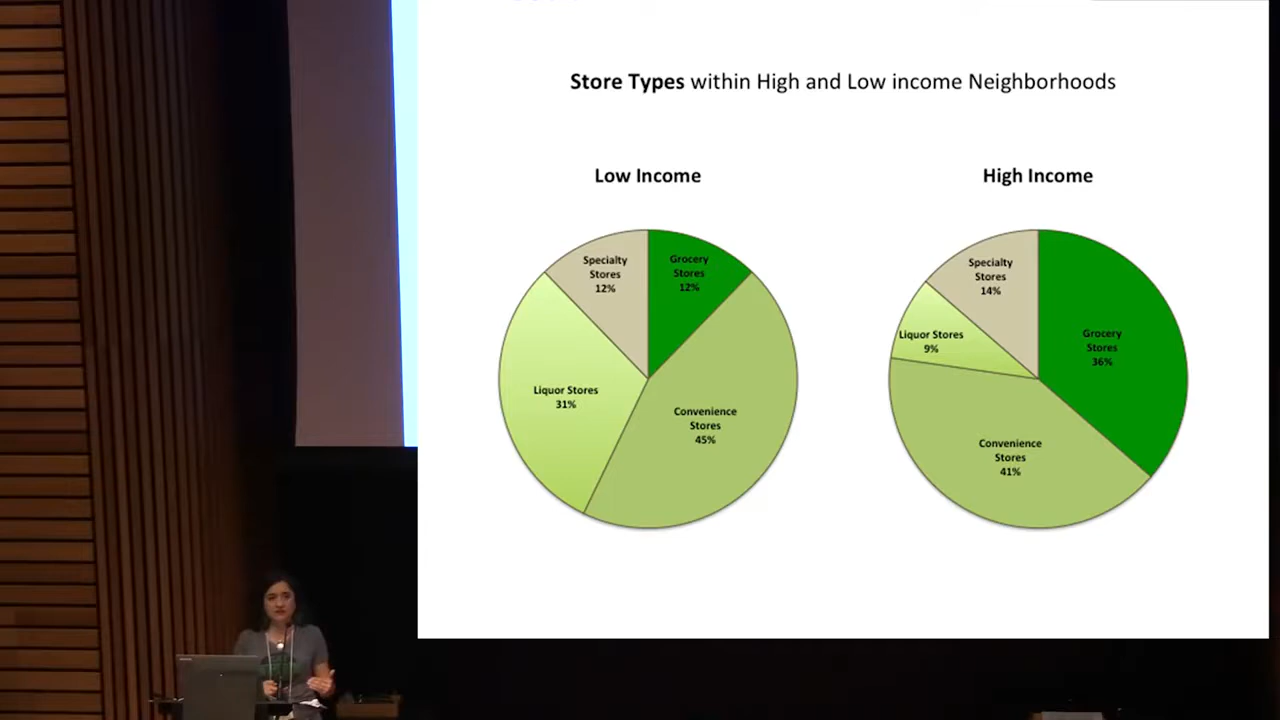 Store Types within High and Low income Neighborhoods
Low Income
High Income
Specialty
Stores
12%
Grocery
Stores
12%
Liquor Stores
31%
Convenience
Stores
45%
Specialty
Stores
14%
Grocery
Stores
36%
Liquor Stores
9%
Convenience
Stores
41%